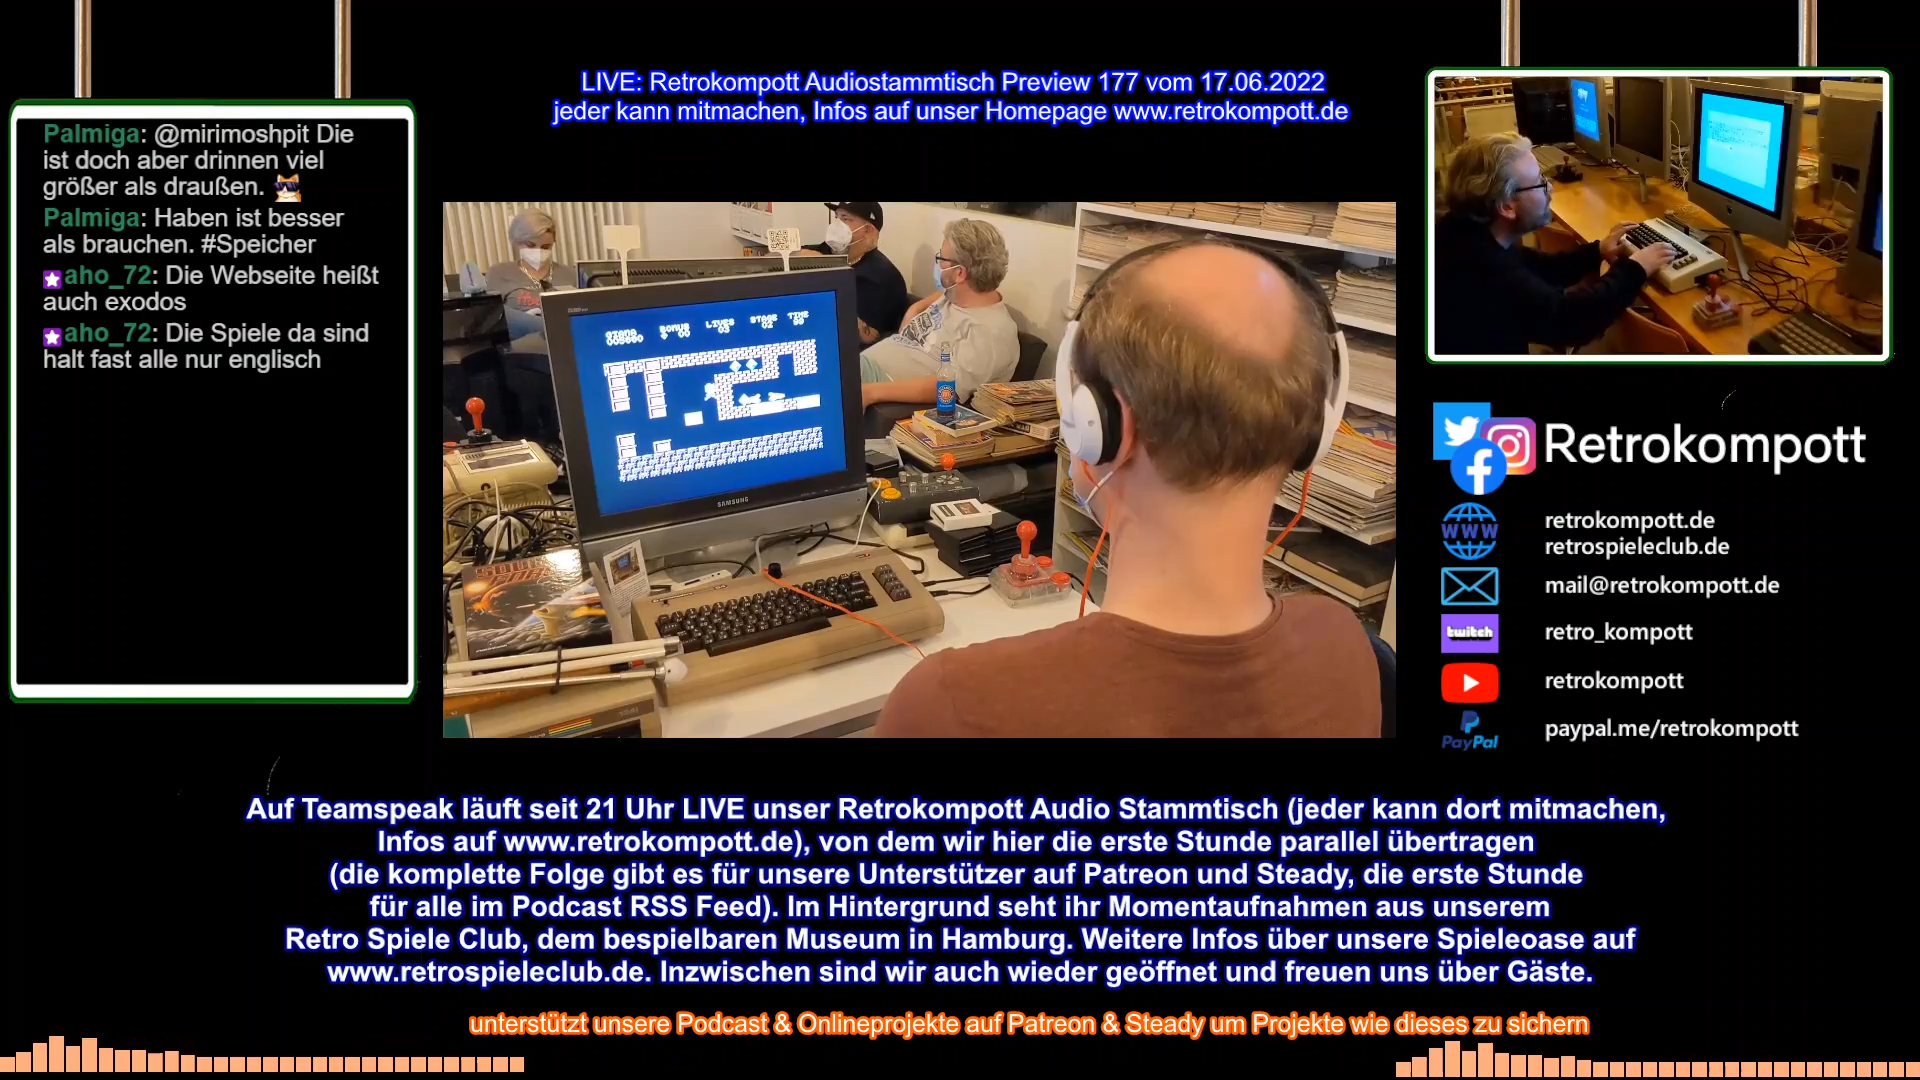 LIVE: Retrokompott Audiostammtisch Preview 177 vom 17.06.2022
jeder kann mitmachen, Infos auf unser Homepage www.retrokompott.de
Palmiga: @mirimoshpit Die
ist doch aber drinnen viel
größer als draußen.
Palmiga: Haben ist besser
als brauchen. #Speicher
aho_72: Die Webseite heißt
auch exodos
aho_72: Die Spiele da sind
halt fast alle nur englisch
GIANA BONUS LIVES STAGE TIME
SAMSUNG
Retrokompott
WWW
retrokompott.de
retrospieleclub.de
mail@retrokompott.de
twitch
retro_kompott
retrokompott
PayPal
paypal.me/retrokompott
Auf Teamspeak läuft seit 21 Uhr LIVE unser Retrokompott Audio Stammtisch (jeder kann dort mitmachen,
Infos auf www.retrokompott.de), von dem wir hier die erste Stunde parallel übertragen
(die komplette Folge gibt es für unsere Unterstützer auf Patreon und Steady, die erste Stunde
für alle im Podcast RSS Feed). Im Hintergrund seht ihr Momentaufnahmen aus unserem
Retro Spiele Club, dem bespielbaren Museum in Hamburg. Weitere Infos über unsere Spieleoase auf
www.retrospieleclub.de. Inzwischen sind wir auch wieder geöffnet und freuen uns über Gäste.
unterstützt unsere Podcast & Onlineprojekte auf Patreon & Steady um Projekte wie dieses zu sichern